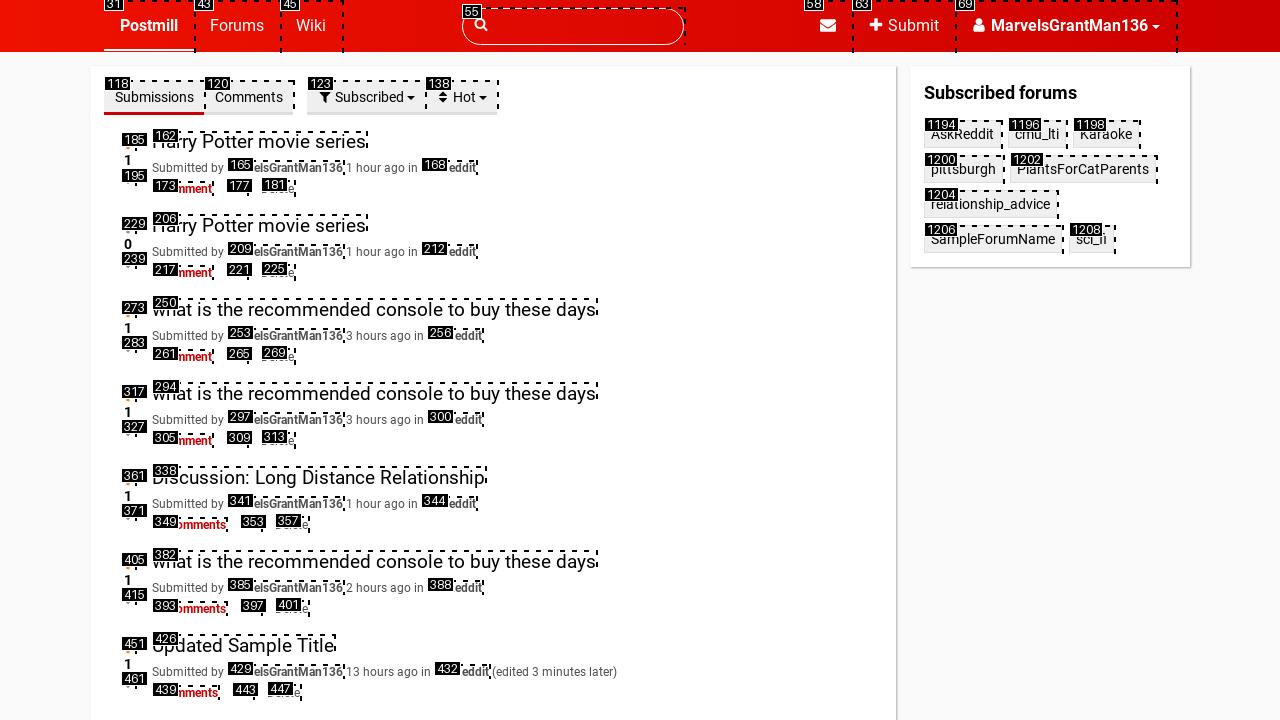 31 43 45 55 58 63 69
Postmill Forums Wiki Submit MarvelsGrantMan136
118 120 123 138
Submissions Comments Subscribed Hot
185 162 Harry Potter movie series
1 Submitted by 165 elsGrantMan136 1 hour ago in 168 eddit
195 173 mment 177 181 e
229 206 Harry Potter movie series
0 Submitted by 209 elsGrantMan136 1 hour ago in 212 eddit
239 217 mment 221 225 Delete
273 250 What is the recommended console to buy these days
1 Submitted by 253 elsGrantMan136 3 hours ago in 256 eddit
283 261 mment 265 269 Delete
317 294 What is the recommended console to buy these days
1 Submitted by 297 elsGrantMan136 3 hours ago in 300 eddit
327 305 mment 309 313 Delete
361 338 Discussion: Long Distance Relationship
1 Submitted by 341 elsGrantMan136 1 hour ago in 344 eddit
371 349 omments 353 357 Delete
405 382 What is the recommended console to buy these days
1 Submitted by 385 elsGrantMan136 2 hours ago in 388 eddit
415 393 omments 397 401 e
451 426 Updated Sample Title
1 Submitted by 429 elsGrantMan136 13 hours ago in 432 eddit (edited 3 minutes later)
461 439 mments 443 447 Delete
Subscribed forums
1194 AskReddit 1196 cmu_lti 1198 Karaoke
1200 pittsburgh 1202 PlantsForCatParents
1204 relationship_advice
1206 SampleForumName 1208 sci_fi